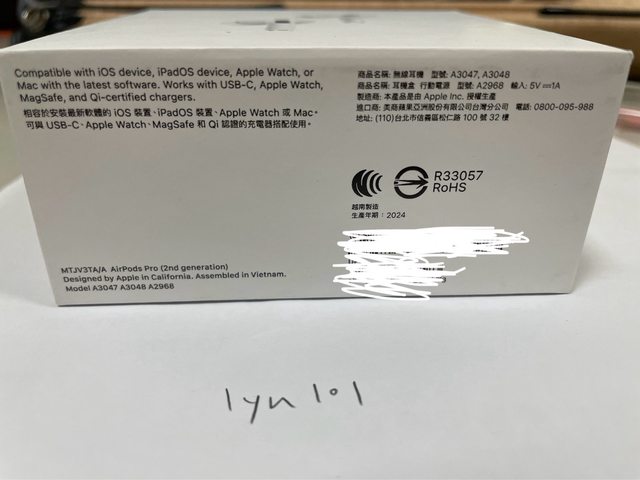 Compatible with iOS device, iPadOS device, Apple Watch, or
Mac with the latest software. Works with USB-C, Apple Watch,
MagSafe, and Qi-certified chargers.
相容於安裝最新軟體的 iOS 裝置、iPadOS 裝置、Apple Watch 或 Mac。
可與 USB-C、Apple Watch、MagSafe 和 Qi 認證的充電器搭配使用。
MTJV3TA/A AirPods Pro (2nd generation)
Designed by Apple in California. Assembled in Vietnam.
Model A3047 A3048 A2968
商品名稱: 無線耳機 型號: A3047, A3048
商品名稱: 耳機盒 行動電源 型號: A2968 輸入: 5V⎓1A
製造商: 本產品是由 Apple Inc. 授權生產
進口商: 美商蘋果亞洲股份有限公司台灣分公司 電話: 0800-095-988
地址: (110)台北市信義區松仁路 100 號 32 樓
R33057
RoHS
越南製造
生產年期：2024
lyn101